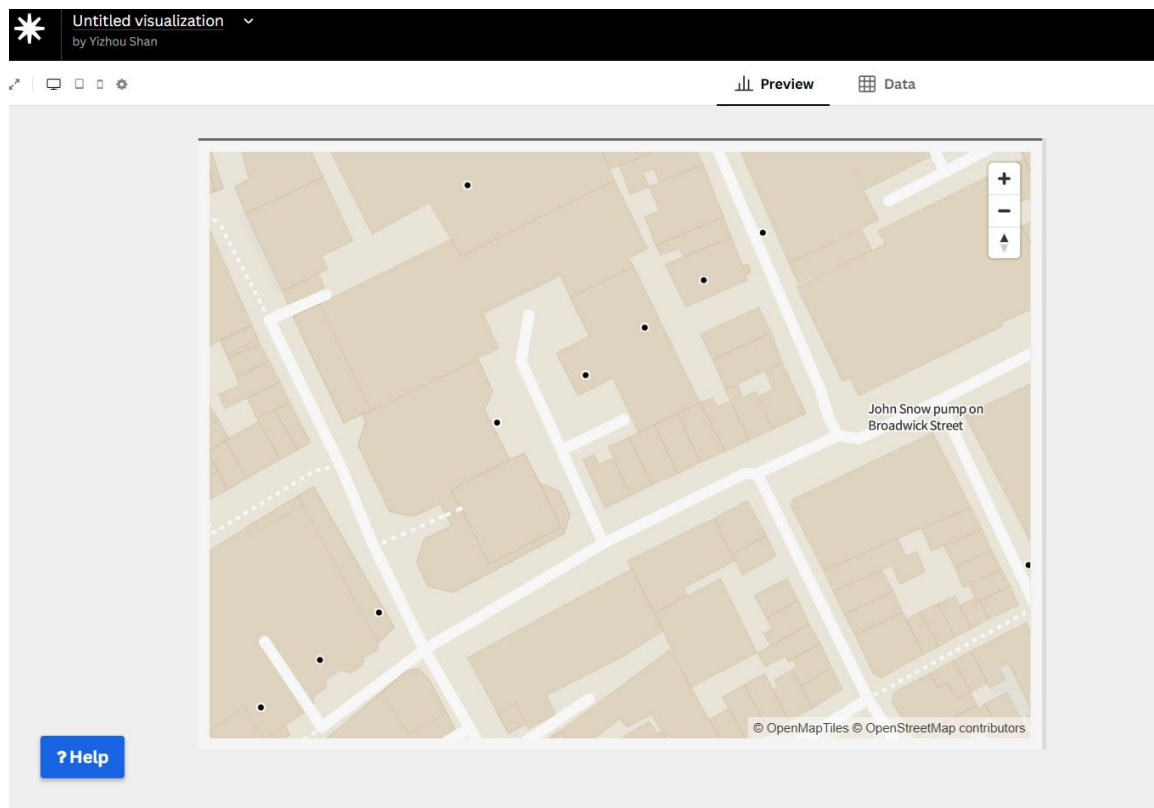 Untitled visualization
by Yizhou Shan
Preview
Data
John Snow pump on
Broadwick Street
© OpenMapTiles © OpenStreetMap contributors
? Help